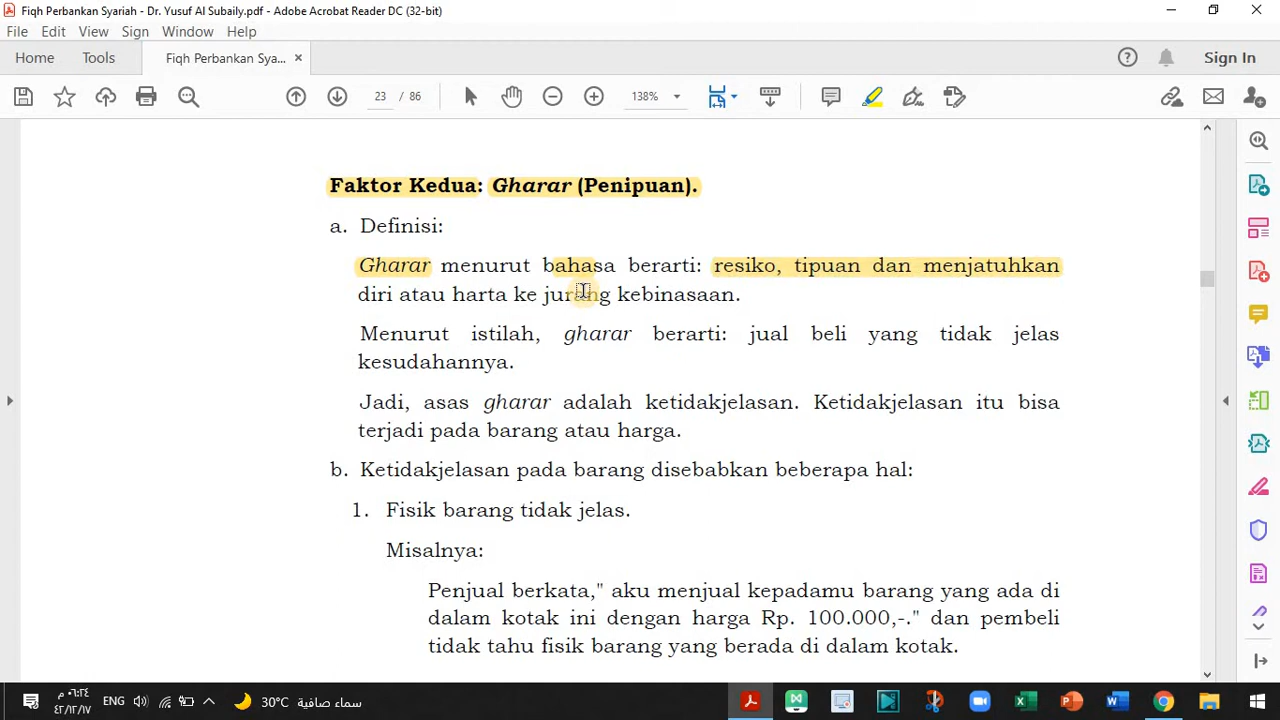 Fiqh Perbankan Syariah - Dr. Yusuf Al Subaily.pdf - Adobe Acrobat Reader DC (32-bit)
File Edit View Sign Window Help
Home Tools Fiqh Perbankan Sya... × Sign In
23 / 86 138%
Faktor Kedua: Gharar (Penipuan).
a. Definisi:
Gharar menurut bahasa berarti: resiko, tipuan dan menjatuhkan
diri atau harta ke jurang kebinasaan.
Menurut istilah, gharar berarti: jual beli yang tidak jelas
kesudahannya.
Jadi, asas gharar adalah ketidakjelasan. Ketidakjelasan itu bisa
terjadi pada barang atau harga.
b. Ketidakjelasan pada barang disebabkan beberapa hal:
1. Fisik barang tidak jelas.
Misalnya:
Penjual berkata," aku menjual kepadamu barang yang ada di
dalam kotak ini dengan harga Rp. 100.000,-." dan pembeli
tidak tahu fisik barang yang berada di dalam kotak.
م ٠٦:٢٤
٤٢/١٢/١٧
ENG
30°C سماء صافية